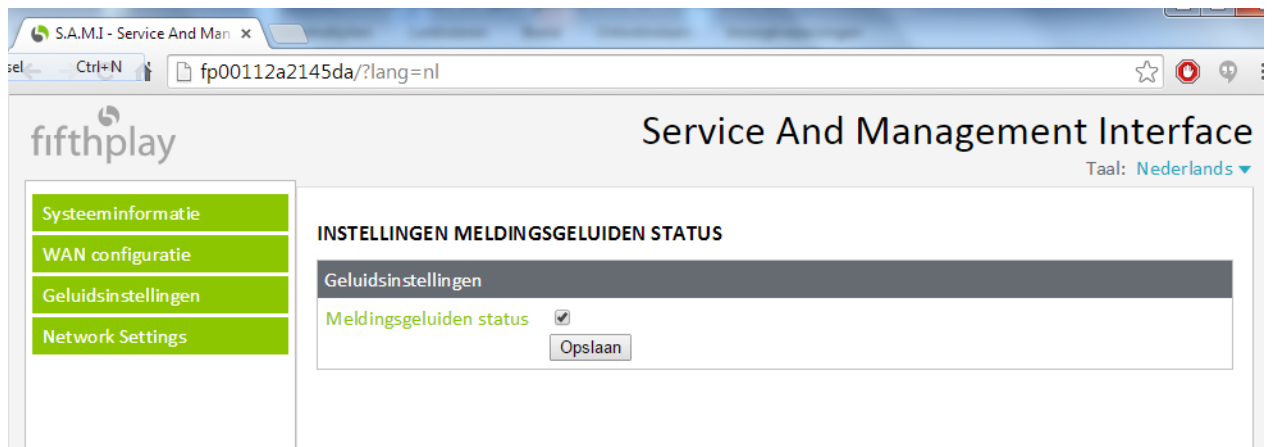 S.A.M.I - Service And Man
sel Ctrl+N
fp00112a2145da/?lang=nl
fifthplay
Service And Management Interface
Taal: Nederlands
Systeeminformatie
WAN configuratie
Geluidsinstellingen
Network Settings
INSTELLINGEN MELDINGSGELUIDEN STATUS
Geluidsinstellingen
Meldingsgeluiden status
Opslaan